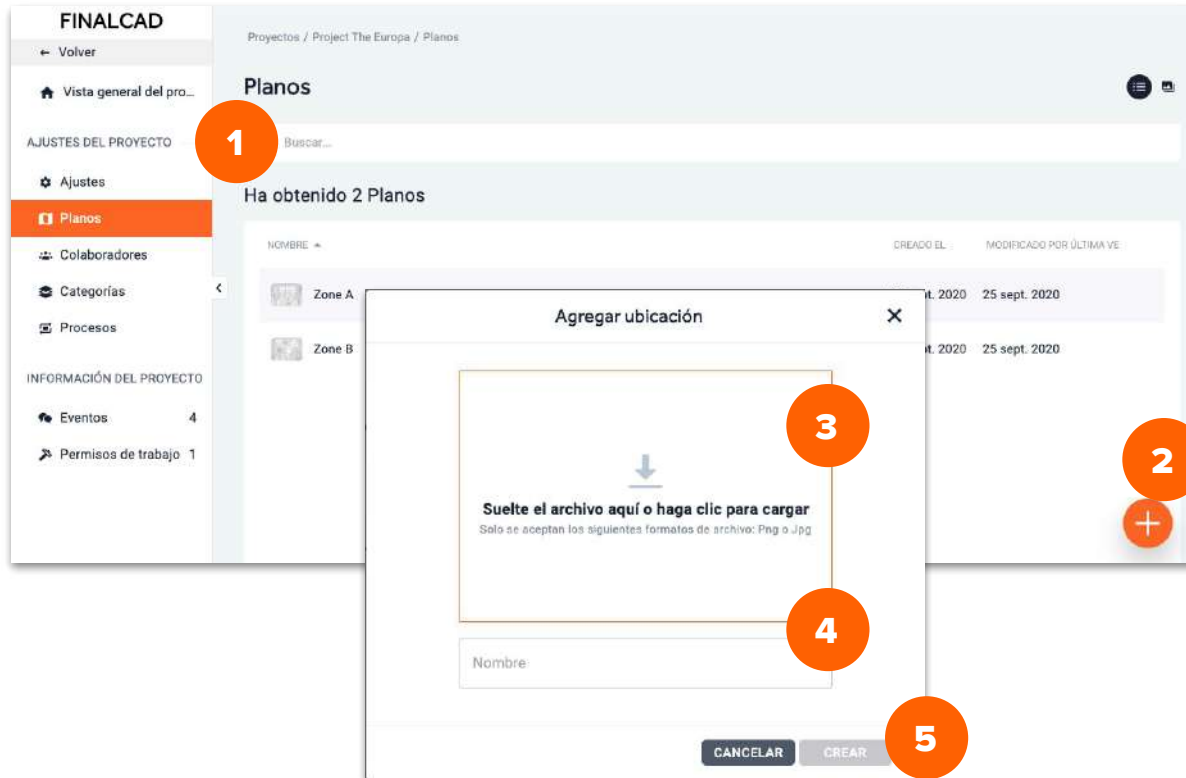 FINALCAD
← Volver
Vista general del pro...
AJUSTES DEL PROYECTO
Ajustes
Planos
Colaboradores
Categorías
Procesos
INFORMACIÓN DEL PROYECTO
Eventos 4
Permisos de trabajo 1
Proyectos / Project The Europa / Planos
Planos
1
Buscar...
Ha obtenido 2 Planos
NOMBRE CREADO EL MODIFICADO POR ÚLTIMA VE
Zone A t. 2020 25 sept. 2020
Zone B t. 2020 25 sept. 2020
2
+
Agregar ubicación
3
Suelte el archivo aquí o haga clic para cargar
Solo se aceptan los siguientes formatos de archivo: Png o Jpg
4
Nombre
5
CANCELAR CREAR